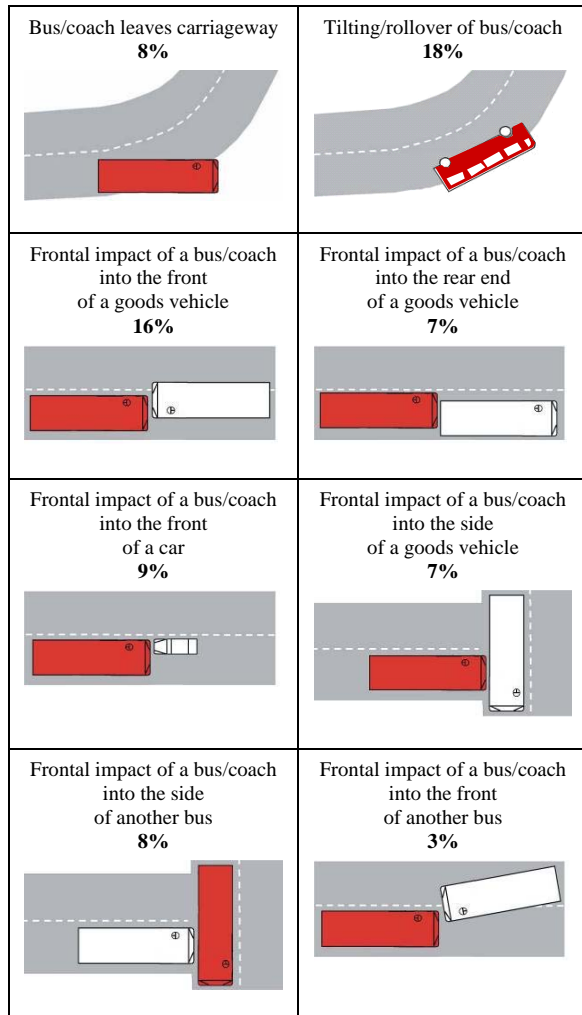 Bus/coach leaves carriageway
8%
Tilting/rollover of bus/coach
18%
Frontal impact of a bus/coach
into the front
of a goods vehicle
16%
Frontal impact of a bus/coach
into the rear end
of a goods vehicle
7%
Frontal impact of a bus/coach
into the front
of a car
9%
Frontal impact of a bus/coach
into the side
of a goods vehicle
7%
Frontal impact of a bus/coach
into the side
of another bus
8%
Frontal impact of a bus/coach
into the front
of another bus
3%